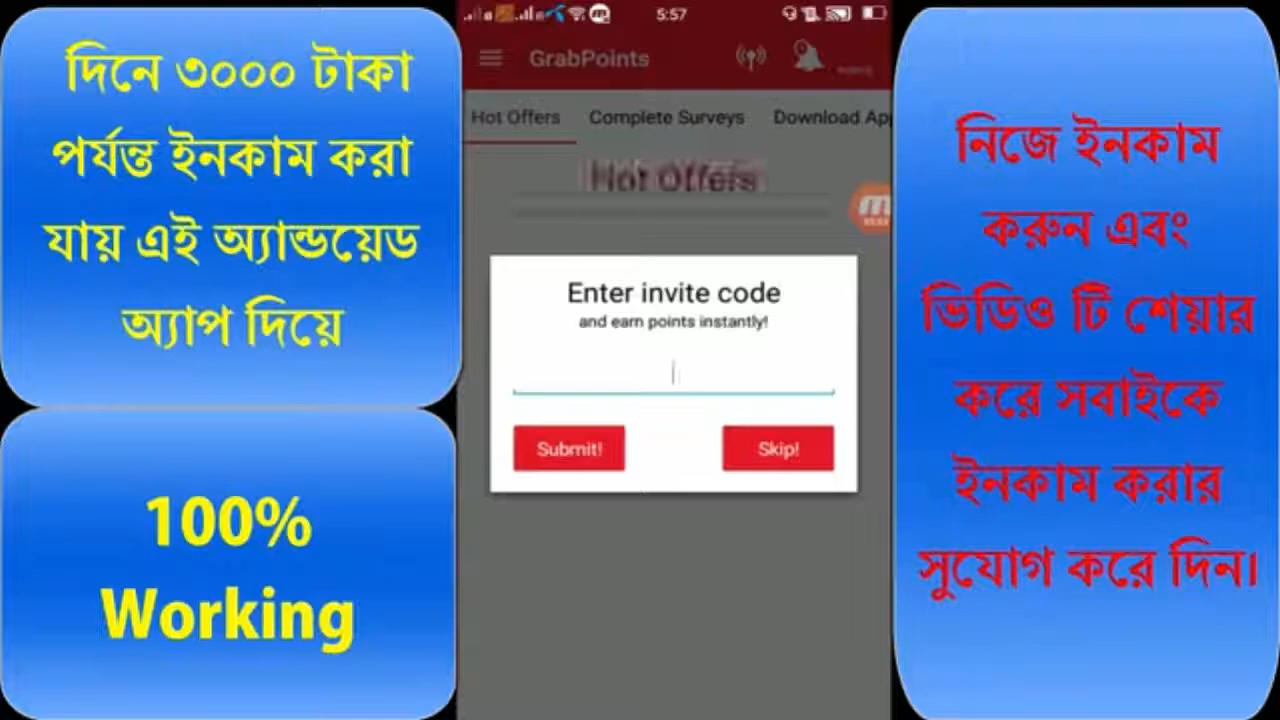 দিনে ৩০০০ টাকা
পর্যন্ত ইনকাম করা
যায় এই অ্যান্ডয়েড
অ্যাপ দিয়ে
100%
Working
5:57
GrabPoints
Hot Offers Complete Surveys Download App
Hot Offers
Enter invite code
and earn points instantly!
Submit! Skip!
নিজে ইনকাম
করুন এবং
ভিডিও টি শেয়ার
করে সবাইকে
ইনকাম করার
সুযোগ করে দিন।